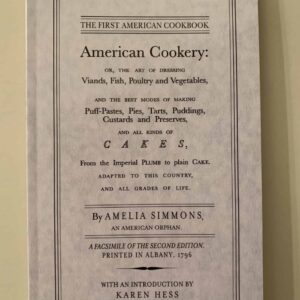 THE FIRST AMERICAN COOKBOOK
American Cookery:
OR, THE ART OF DRESSING
Viands, Fish, Poultry and Vegetables,
AND THE BEST MODES OF MAKING
Puff-Pastes, Pies, Tarts, Puddings,
Custards and Preserves,
AND ALL KINDS OF
CAKES,
From the Imperial PLUMB to plain CAKE.
ADAPTED TO THIS COUNTRY,
AND ALL GRADES OF LIFE.
By AMELIA SIMMONS,
AN AMERICAN ORPHAN.
A FACSIMILE OF THE SECOND EDITION,
PRINTED IN ALBANY, 1796
WITH AN INTRODUCTION BY
KAREN HESS